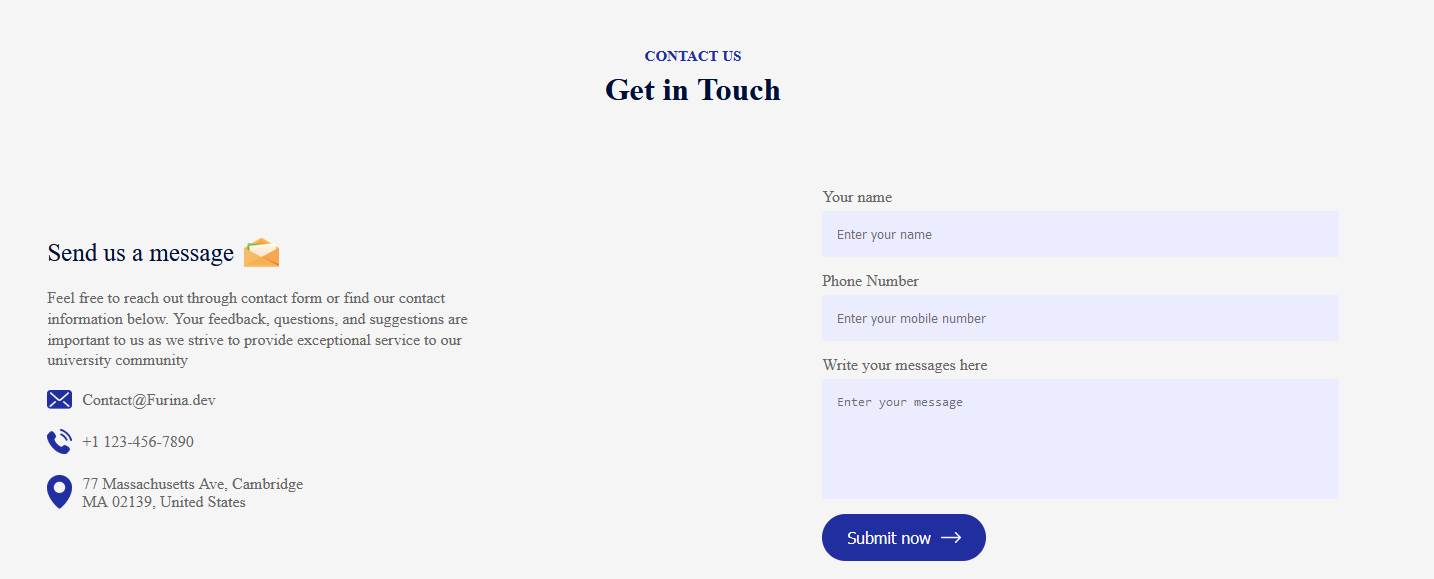 CONTACT US
Get in Touch
Send us a message
Feel free to reach out through contact form or find our contact
information below. Your feedback, questions, and suggestions are
important to us as we strive to provide exceptional service to our
university community
Contact@Furina.dev
+1 123-456-7890
77 Massachusetts Ave, Cambridge
MA 02139, United States
Your name
Enter your name
Phone Number
Enter your mobile number
Write your messages here
Enter your message
Submit now